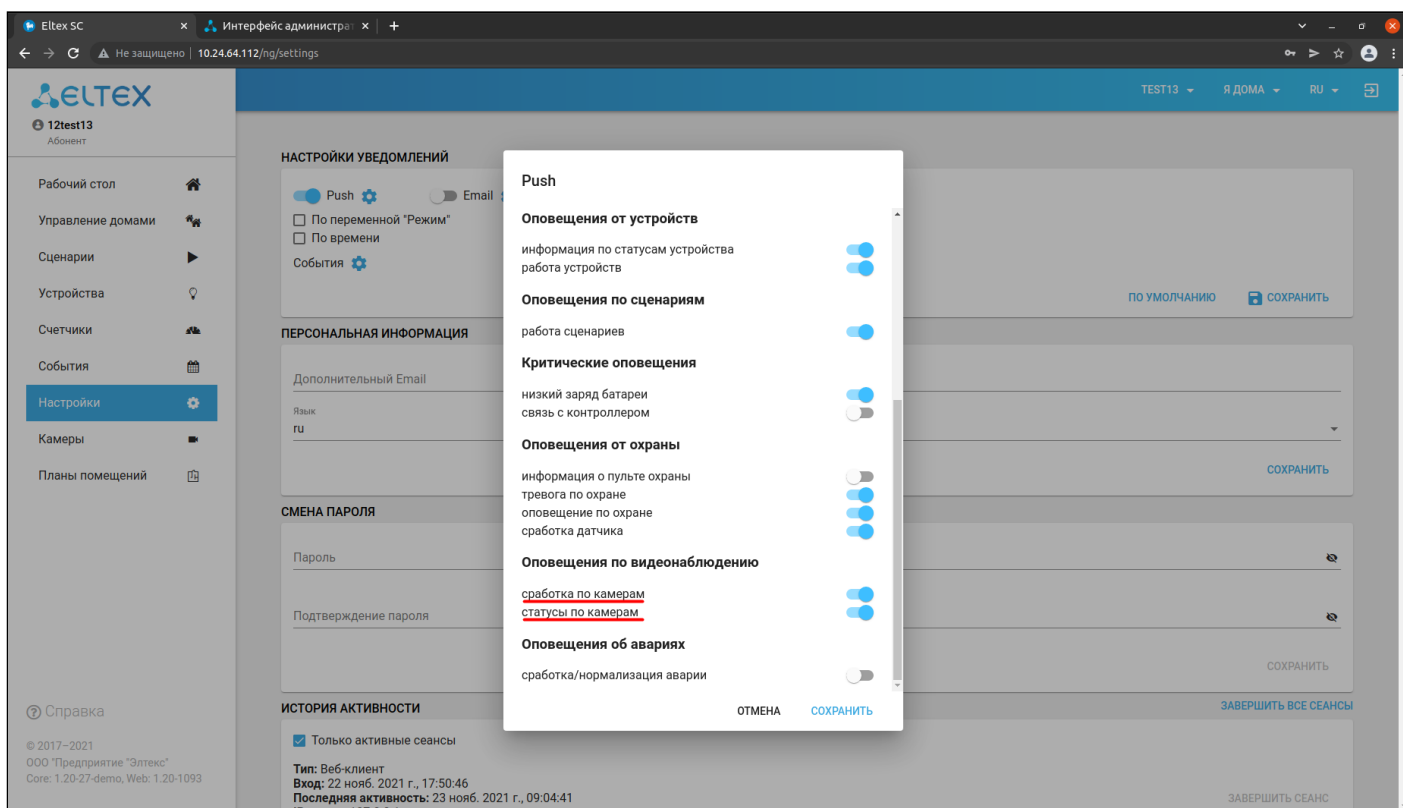 Eltex SC
Интерфейс администрат
Не защищено
10.24.64.112/ng/settings
ELTEX
TEST13
Я ДОМА
RU
12test13
Абонент
Рабочий стол
Управление домами
Сценарии
Устройства
Счетчики
События
Настройки
Камеры
Планы помещений
Справка
© 2017–2021
ООО "Предприятие "Элтекс"
Core: 1.20-27-demo, Web: 1.20-1093
НАСТРОЙКИ УВЕДОМЛЕНИЙ
Push
Email
По переменной "Режим"
По времени
События
ПО УМОЛЧАНИЮ
СОХРАНИТЬ
ПЕРСОНАЛЬНАЯ ИНФОРМАЦИЯ
Дополнительный Email
Язык
ru
СОХРАНИТЬ
СМЕНА ПАРОЛЯ
Пароль
Подтверждение пароля
СОХРАНИТЬ
ИСТОРИЯ АКТИВНОСТИ
ЗАВЕРШИТЬ ВСЕ СЕАНСЫ
Только активные сеансы
Тип: Веб-клиент
Вход: 22 нояб. 2021 г., 17:50:46
Последняя активность: 23 нояб. 2021 г., 09:04:41
ЗАВЕРШИТЬ СЕАНС
Push
Оповещения от устройств
информация по статусам устройства
работа устройств
Оповещения по сценариям
работа сценариев
Критические оповещения
низкий заряд батареи
связь с контроллером
Оповещения от охраны
информация о пульте охраны
тревога по охране
оповещение по охране
сработка датчика
Оповещения по видеонаблюдению
сработка по камерам
статусы по камерам
Оповещения об авариях
сработка/нормализация аварии
ОТМЕНА
СОХРАНИТЬ